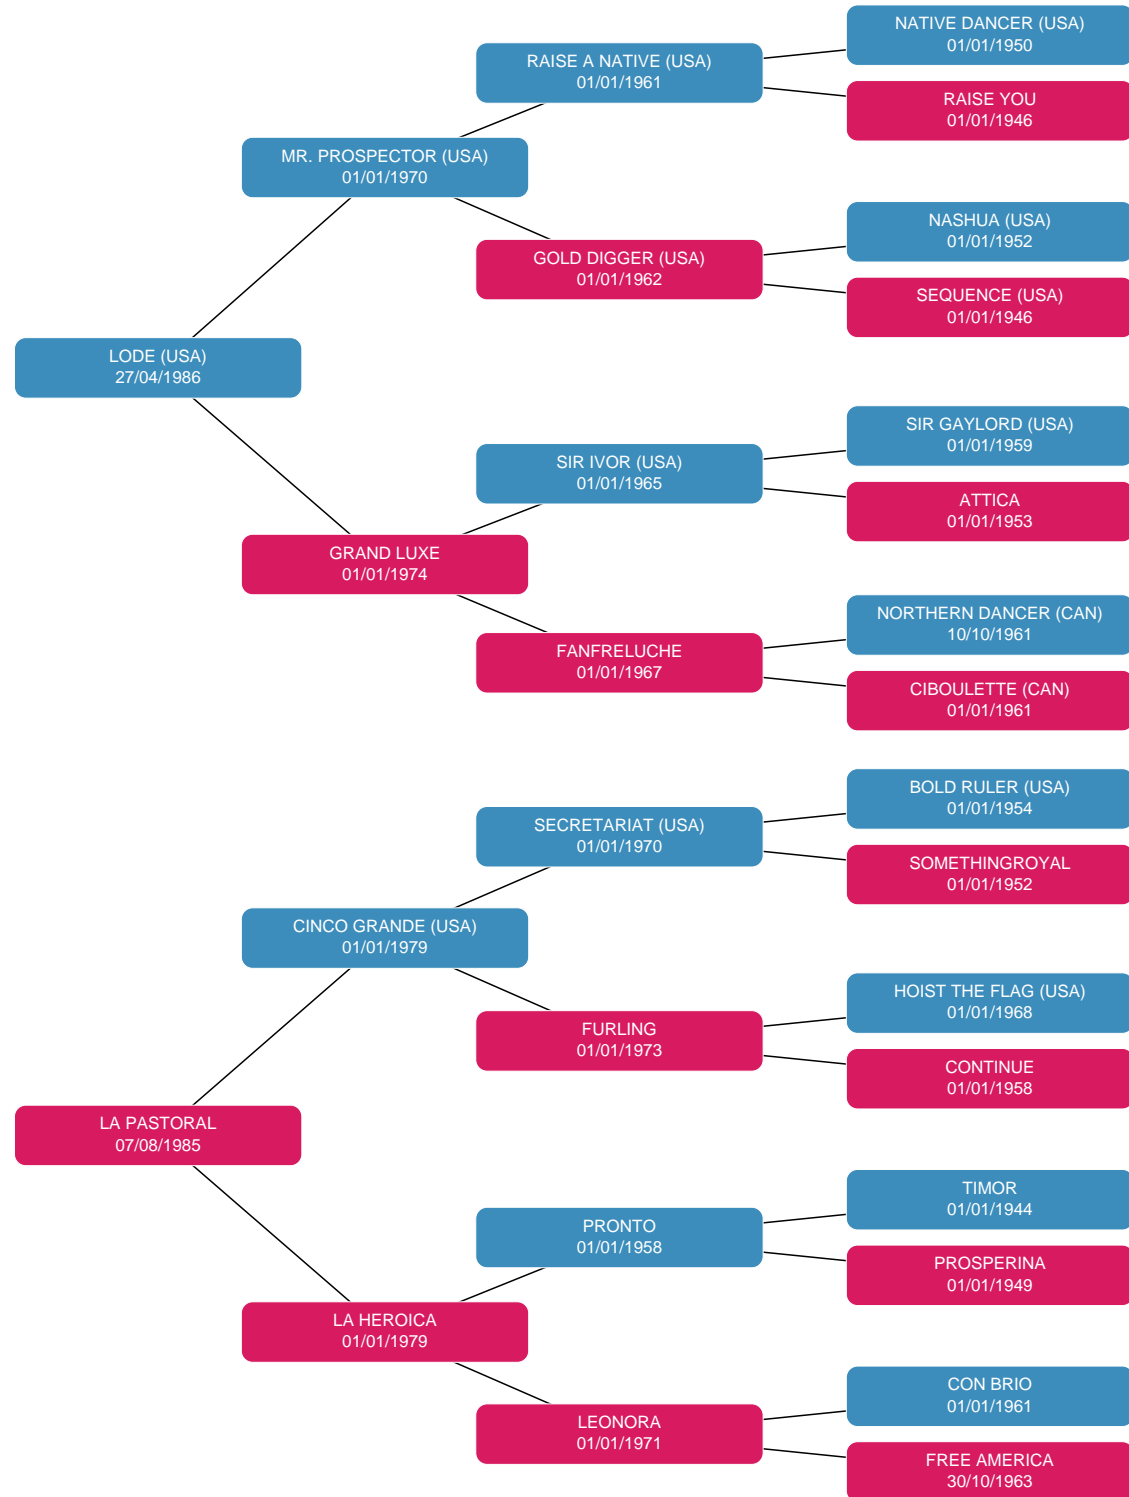 NATIVE DANCER (USA)
01/01/1950
RAISE A NATIVE (USA)
01/01/1961
RAISE YOU
01/01/1946
MR. PROSPECTOR (USA)
01/01/1970
NASHUA (USA)
01/01/1952
GOLD DIGGER (USA)
01/01/1962
SEQUENCE (USA)
01/01/1946
LODE (USA)
27/04/1986
SIR GAYLORD (USA)
01/01/1959
SIR IVOR (USA)
01/01/1965
ATTICA
01/01/1953
GRAND LUXE
01/01/1974
NORTHERN DANCER (CAN)
10/10/1961
FANFRELUCHE
01/01/1967
CIBOULETTE (CAN)
01/01/1961
BOLD RULER (USA)
01/01/1954
SECRETARIAT (USA)
01/01/1970
SOMETHINGROYAL
01/01/1952
CINCO GRANDE (USA)
01/01/1979
HOIST THE FLAG (USA)
01/01/1968
FURLING
01/01/1973
CONTINUE
01/01/1958
LA PASTORAL
07/08/1985
TIMOR
01/01/1944
PRONTO
01/01/1958
PROSPERINA
01/01/1949
LA HEROICA
01/01/1979
CON BRIO
01/01/1961
LEONORA
01/01/1971
FREE AMERICA
30/10/1963